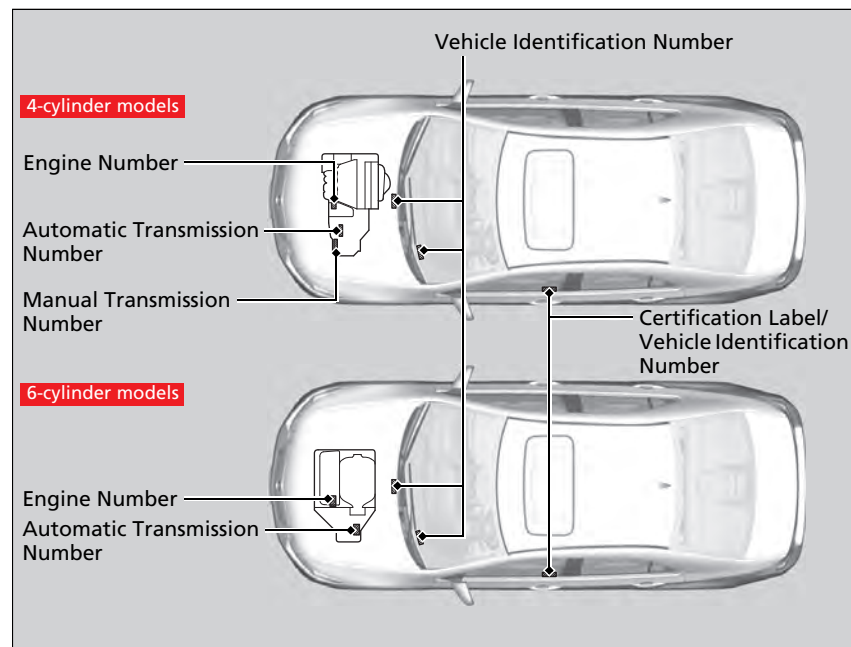 Vehicle Identification Number
4-cylinder models
Engine Number
Automatic Transmission
Number
Manual Transmission
Number
Certification Label/
Vehicle Identification
Number
6-cylinder models
Engine Number
Automatic Transmission
Number